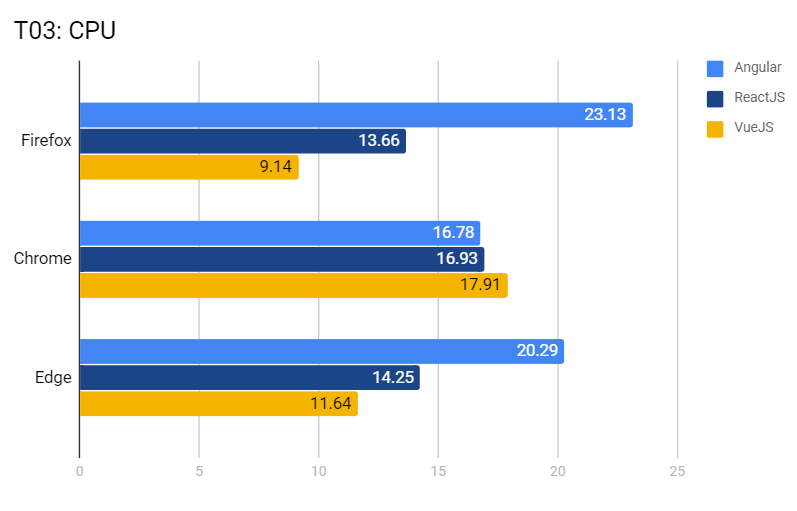 T03: CPU
Angular
ReactJS
VueJS
Firefox
23.13
13.66
9.14
Chrome
16.78
16.93
17.91
Edge
20.29
14.25
11.64
0 5 10 15 20 25